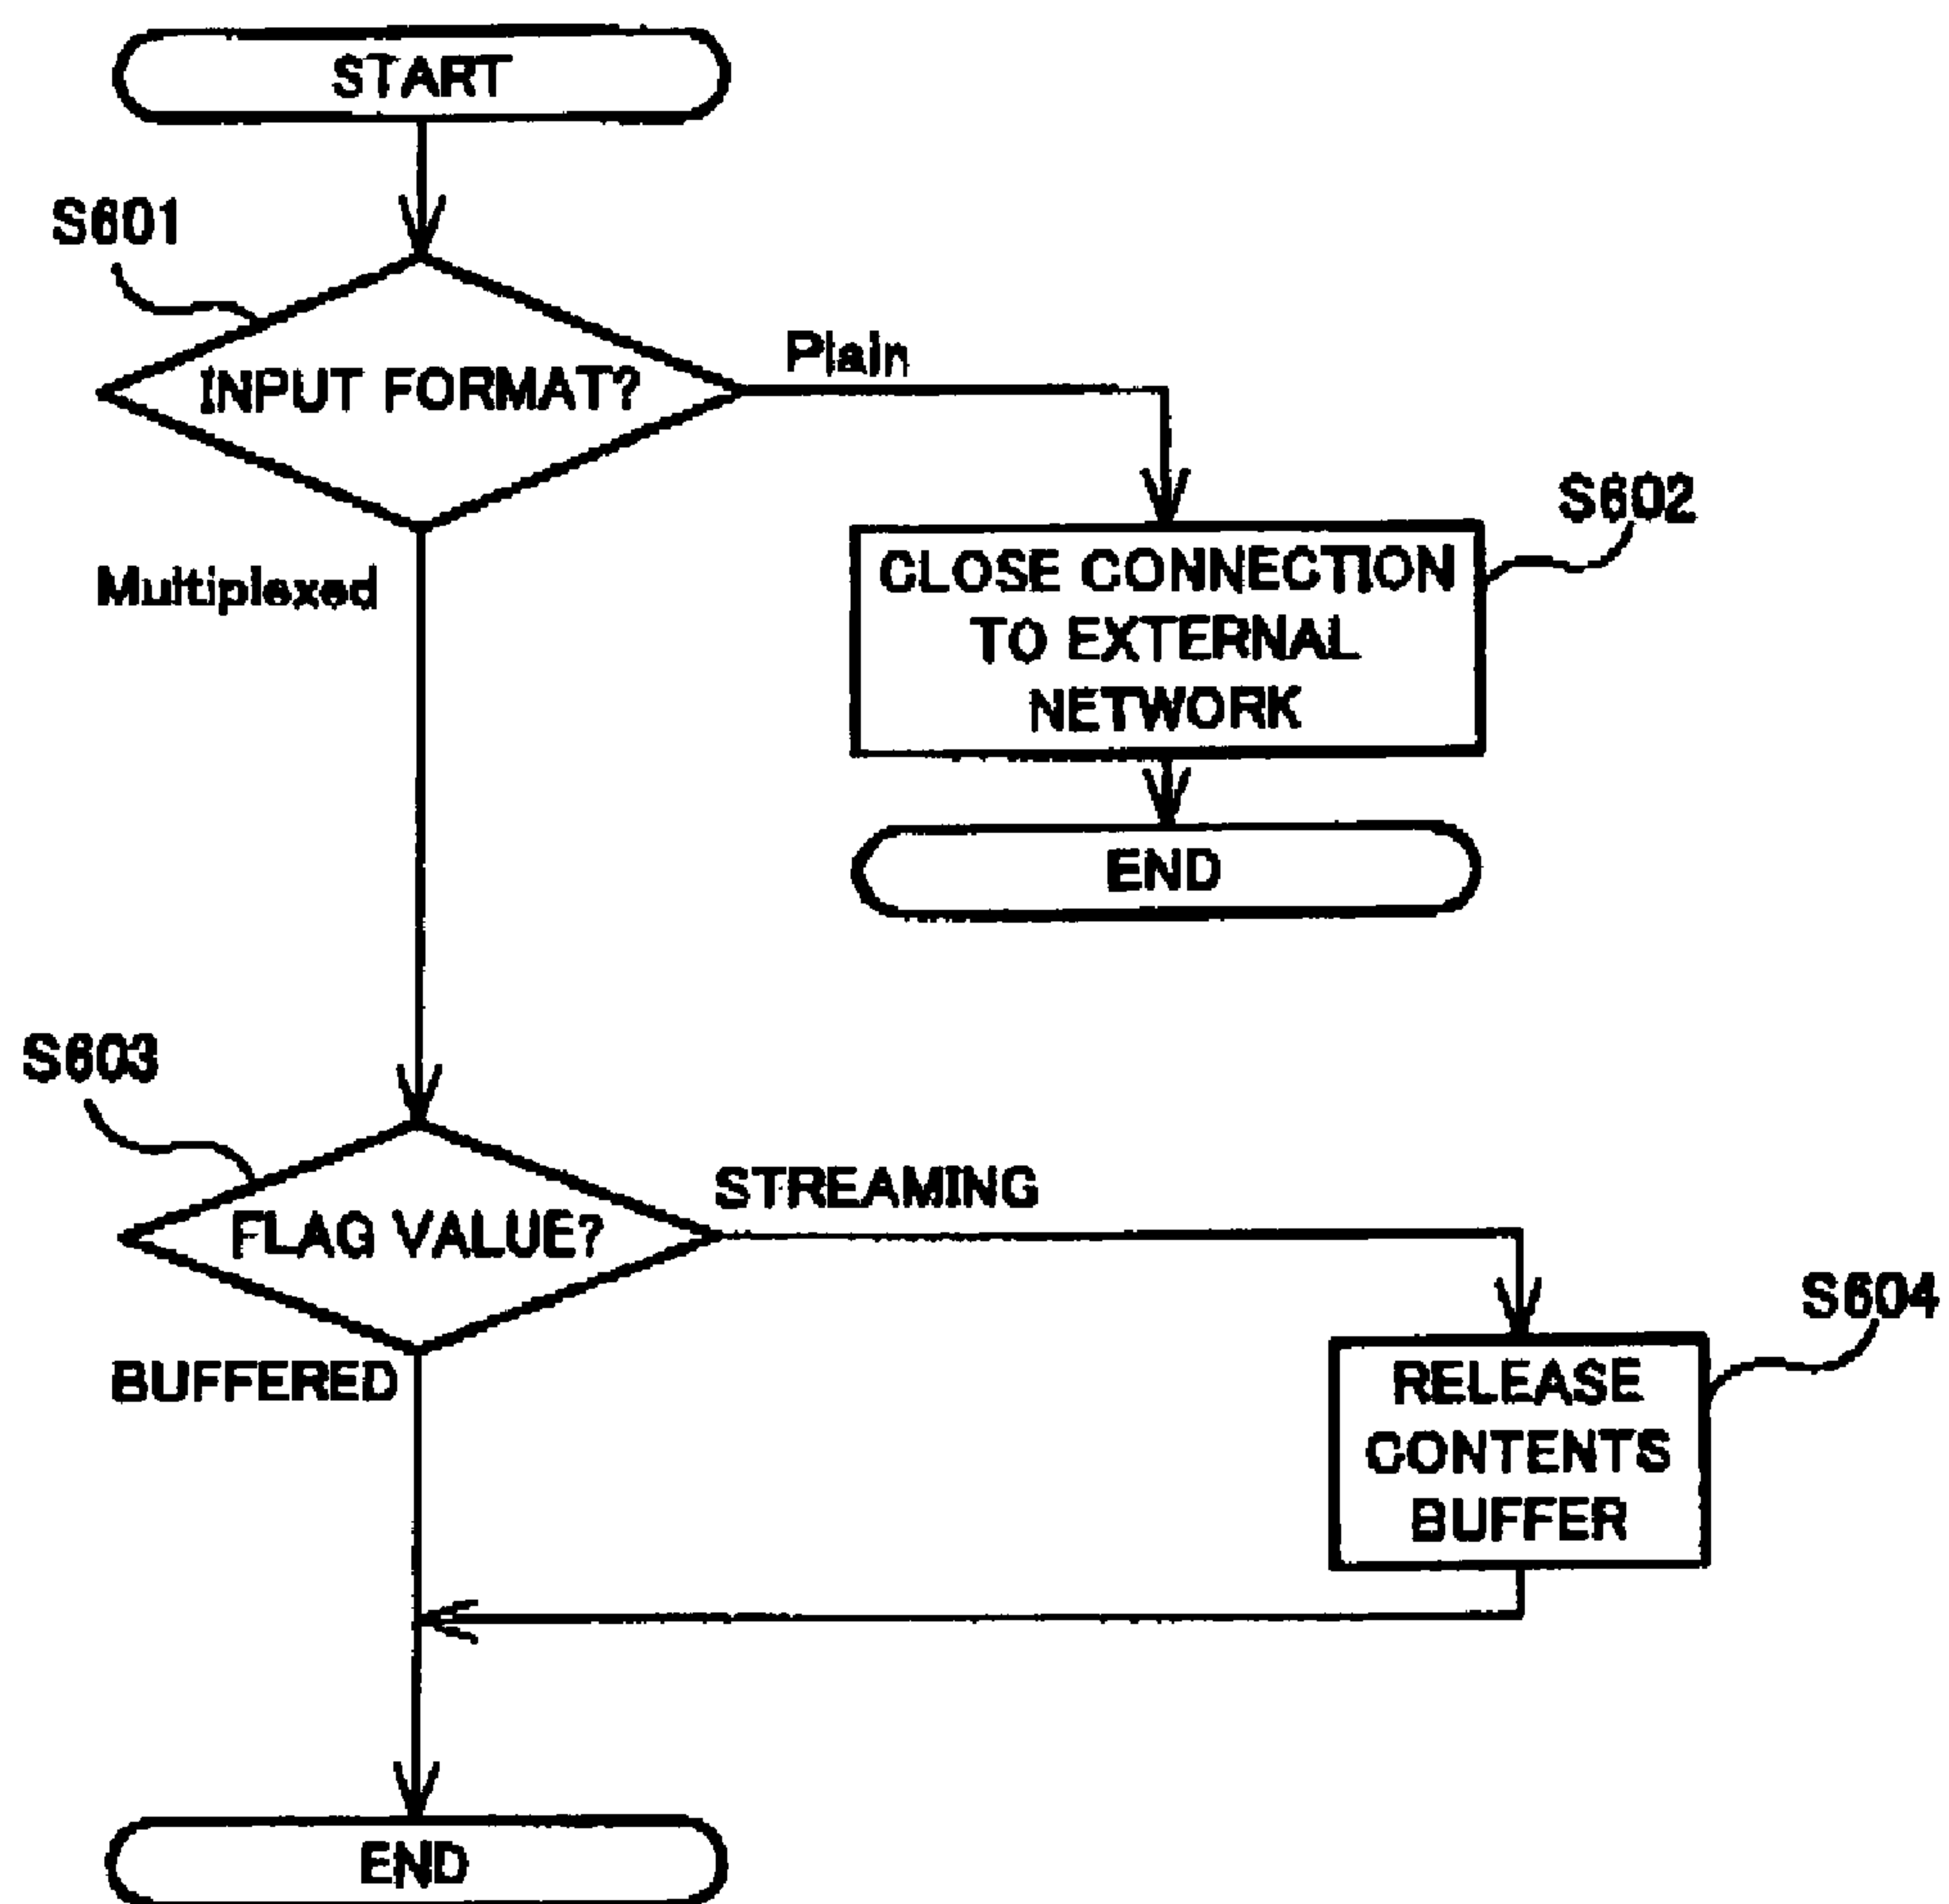 START
S601
INPUT FORMAT?
Plain
S602
CLOSE CONNECTION
TO EXTERNAL
NETWORK
Multiplexed
END
S603
FLAG VALUE?
STREAMING
S604
BUFFERED
RELEASE
CONTENTS
BUFFER
END